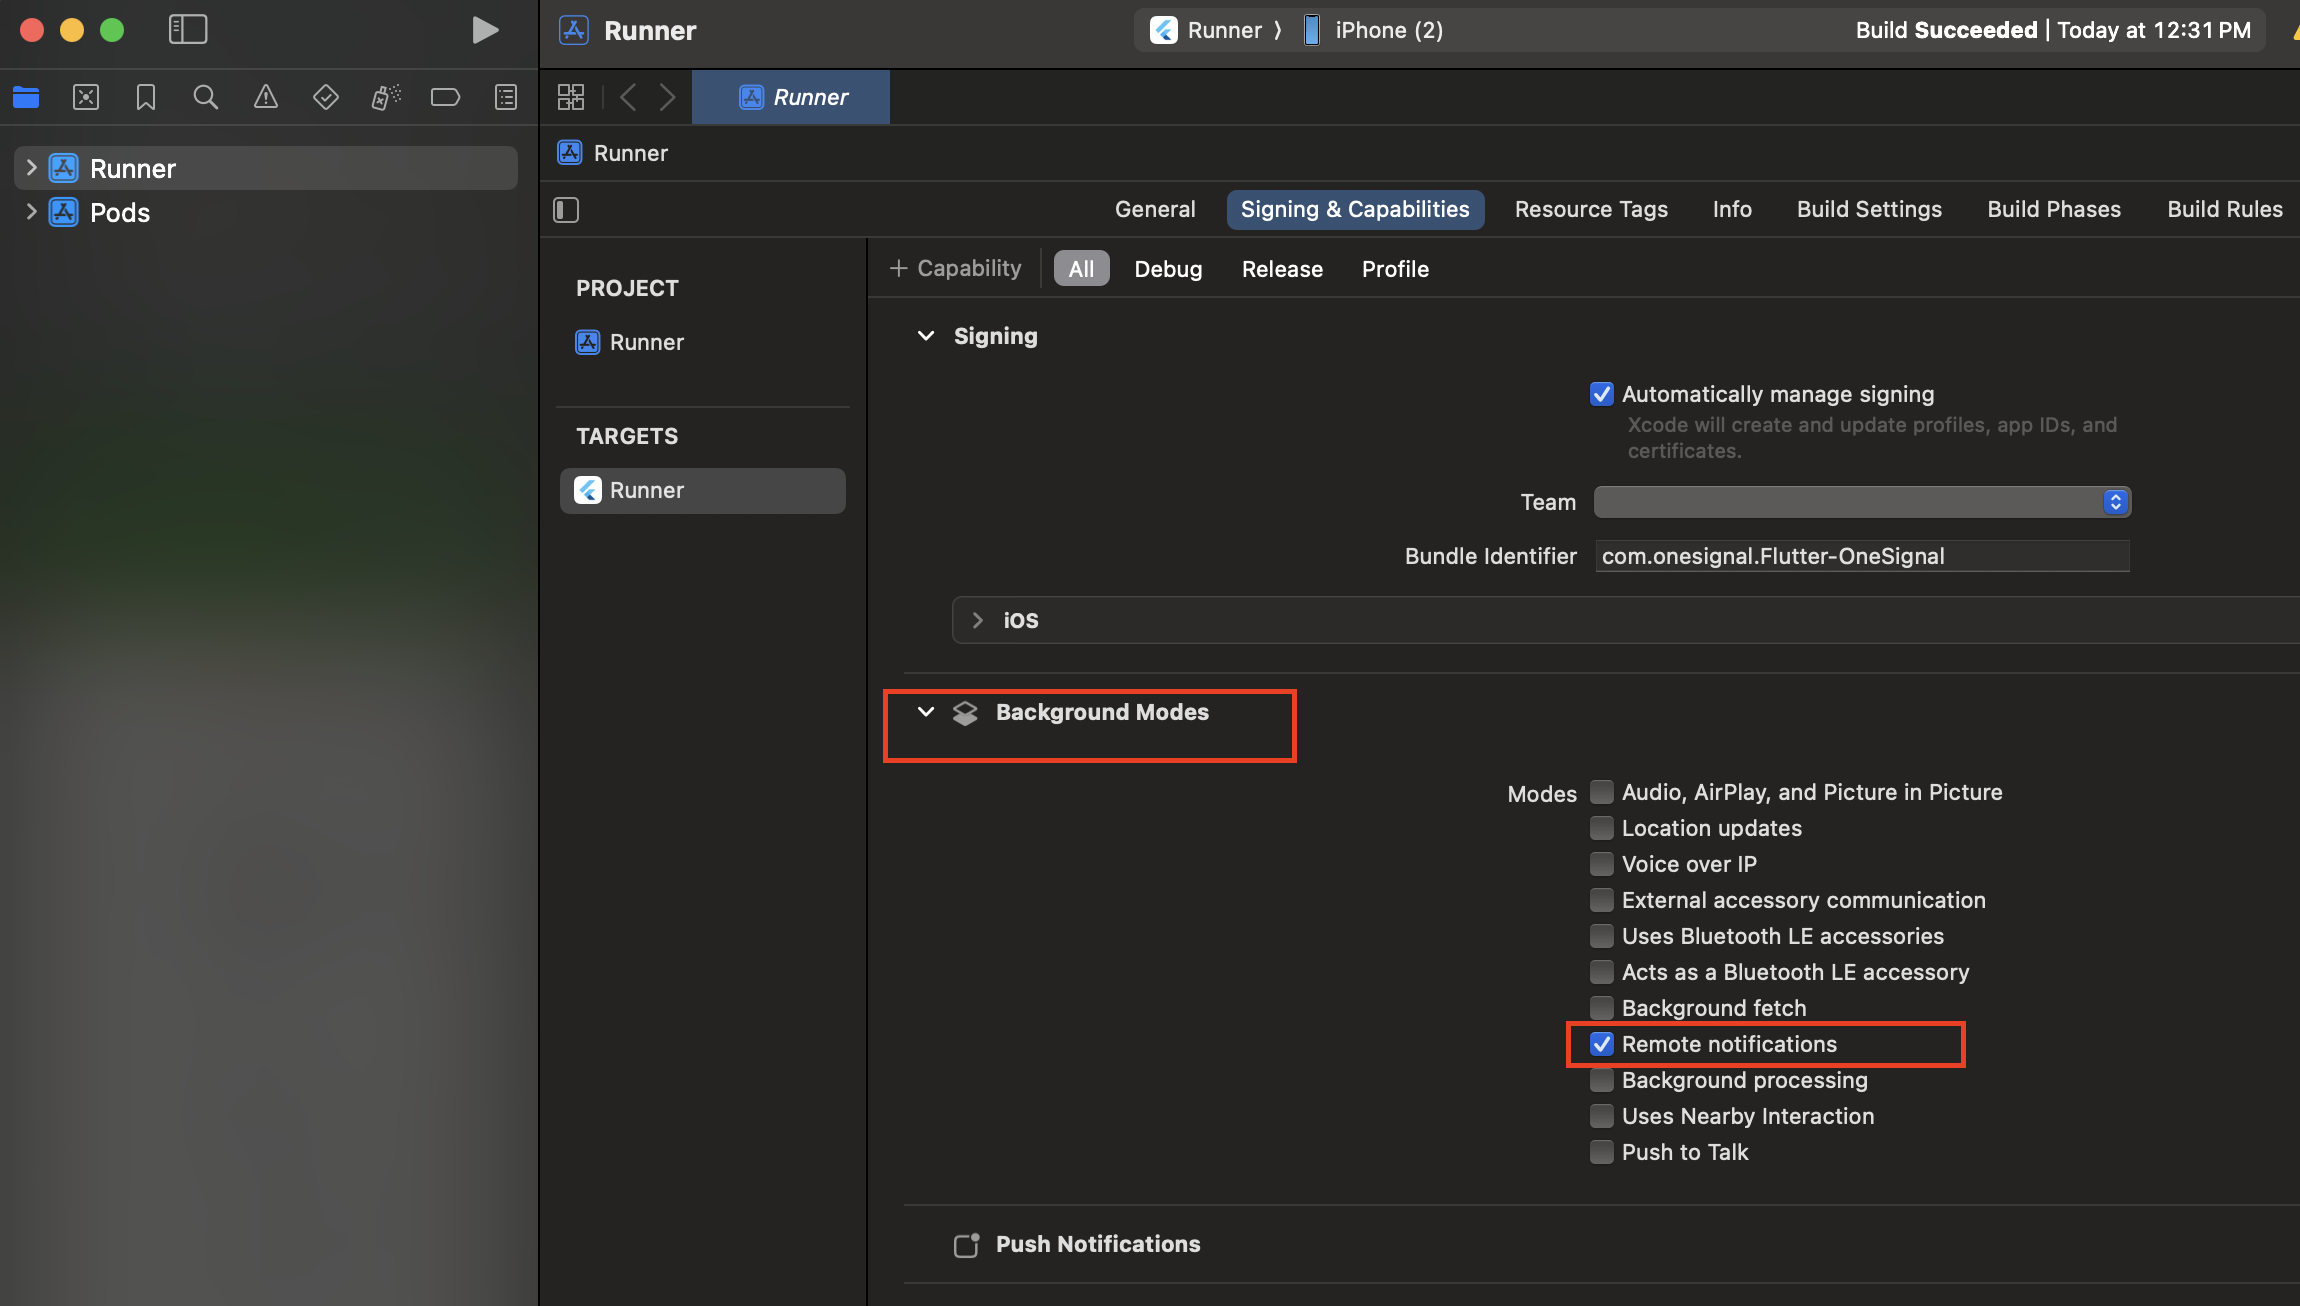 Runner
Runner 〉 iPhone (2)
Build Succeeded | Today at 12:31 PM
Runner
Runner
Pods
Runner
General
Signing & Capabilities
Resource Tags
Info
Build Settings
Build Phases
Build Rules
+ Capability
All
Debug
Release
Profile
PROJECT
Runner
TARGETS
Runner
Signing
Automatically manage signing
Xcode will create and update profiles, app IDs, and
certificates.
Team
Bundle Identifier com.onesignal.Flutter-OneSignal
iOS
Background Modes
Modes Audio, AirPlay, and Picture in Picture
Location updates
Voice over IP
External accessory communication
Uses Bluetooth LE accessories
Acts as a Bluetooth LE accessory
Background fetch
Remote notifications
Background processing
Uses Nearby Interaction
Push to Talk
Push Notifications